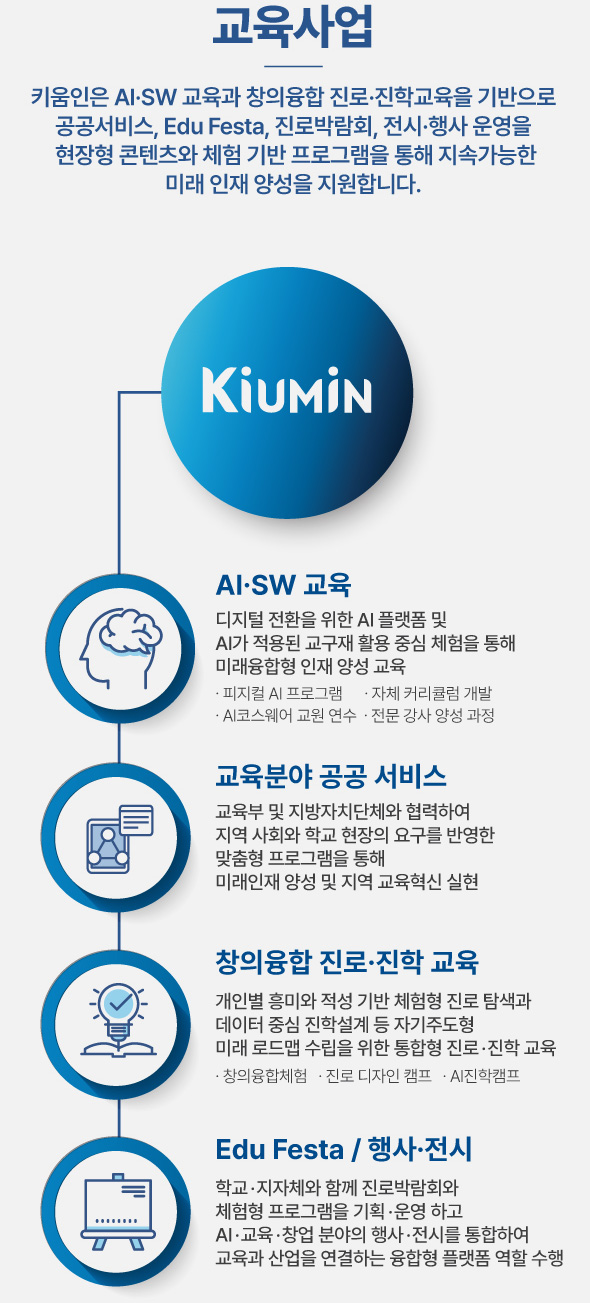 교육사업
키움인은 AI·SW 교육과 창의융합 진로·진학교육을 기반으로
공공서비스, Edu Festa, 진로박람회, 전시·행사 운영을
현장형 콘텐츠와 체험 기반 프로그램을 통해 지속가능한
미래 인재 양성을 지원합니다.
KiUMiN
AI·SW 교육
디지털 전환을 위한 AI 플랫폼 및
AI가 적용된 교구재 활용 중심 체험을 통해
미래융합형 인재 양성 교육
· 피지컬 AI 프로그램 · 자체 커리큘럼 개발
· AI코스웨어 교원 연수 · 전문 강사 양성 과정
교육분야 공공 서비스
교육부 및 지방자치단체와 협력하여
지역 사회와 학교 현장의 요구를 반영한
맞춤형 프로그램을 통해
미래인재 양성 및 지역 교육혁신 실현
창의융합 진로·진학 교육
개인별 흥미와 적성 기반 체험형 진로 탐색과
데이터 중심 진학설계 등 자기주도형
미래 로드맵 수립을 위한 통합형 진로·진학 교육
· 창의융합체험 · 진로 디자인 캠프 · AI진학캠프
Edu Festa / 행사·전시
학교·지자체와 함께 진로박람회와
체험형 프로그램을 기획·운영 하고
AI·교육·창업 분야의 행사·전시를 통합하여
교육과 산업을 연결하는 융합형 플랫폼 역할 수행